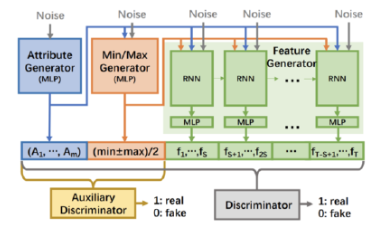 Noise Noise Noise Noise Noise
Attribute Generator (MLP)
Min/Max Generator (MLP)
Feature Generator
RNN RNN ... RNN
MLP MLP MLP
(A1, ..., Am) (min±max)/2 f1,...,fS fS+1,...,f2S ... fT-S+1,...,fT
Auxiliary Discriminator
1: real
0: fake
Discriminator
1: real
0: fake